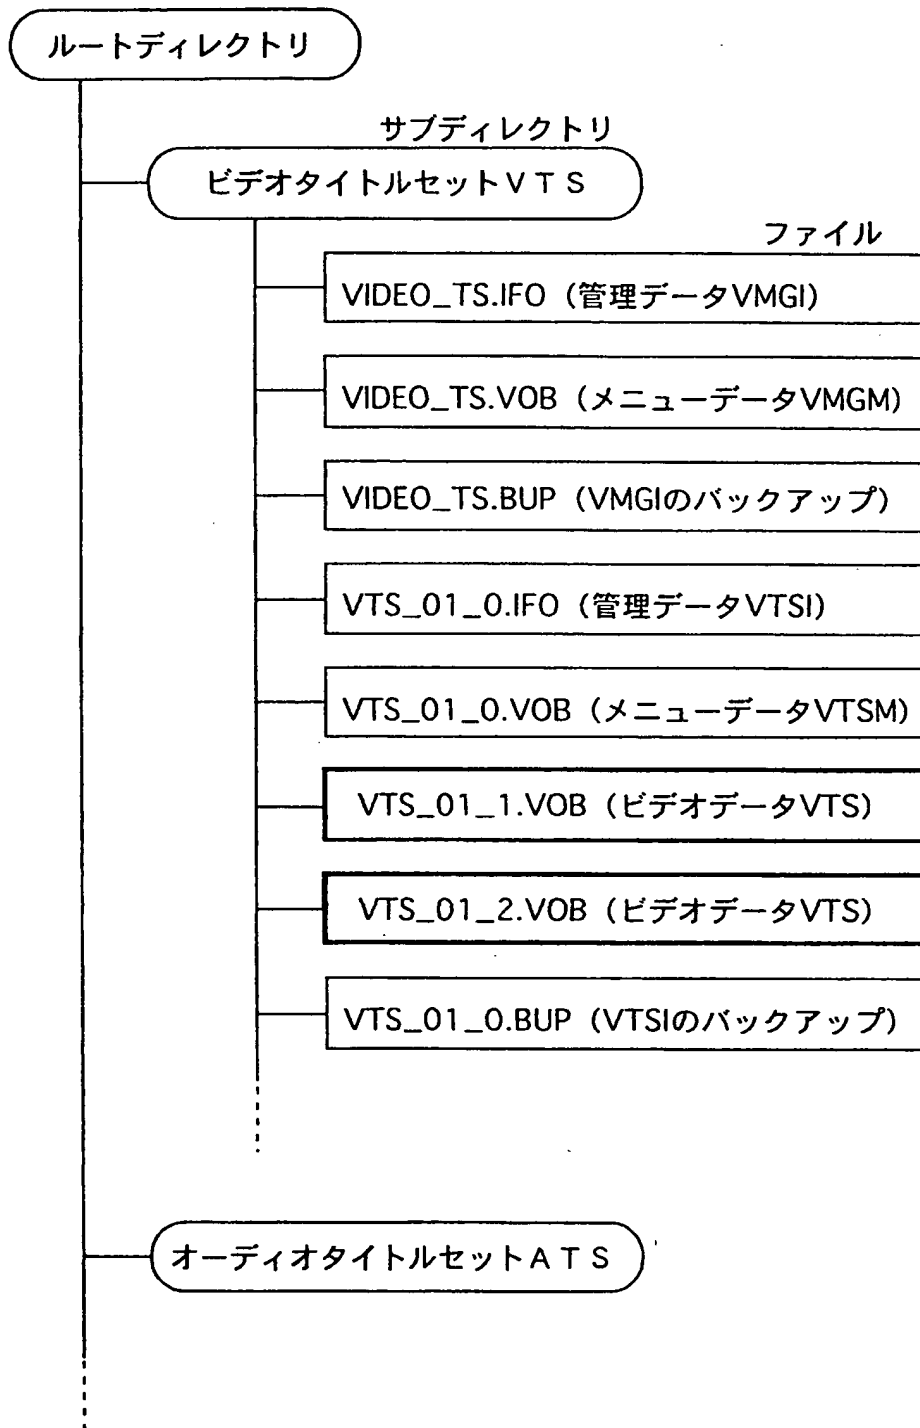 ルートディレクトリ
サブディレクトリ
ビデオタイトルセットＶＴＳ
ファイル
VIDEO_TS.IFO（管理データVMGI）
VIDEO_TS.VOB（メニューデータVMGM）
VIDEO_TS.BUP（VMGIのバックアップ）
VTS_01_0.IFO（管理データVTSI）
VTS_01_0.VOB（メニューデータVTSM）
VTS_01_1.VOB（ビデオデータVTS）
VTS_01_2.VOB（ビデオデータVTS）
VTS_01_0.BUP（VTSIのバックアップ）
オーディオタイトルセットＡＴＳ